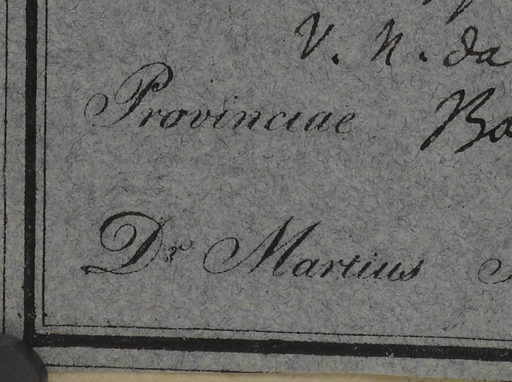 V. N. da
Provinciae
Dr Martius